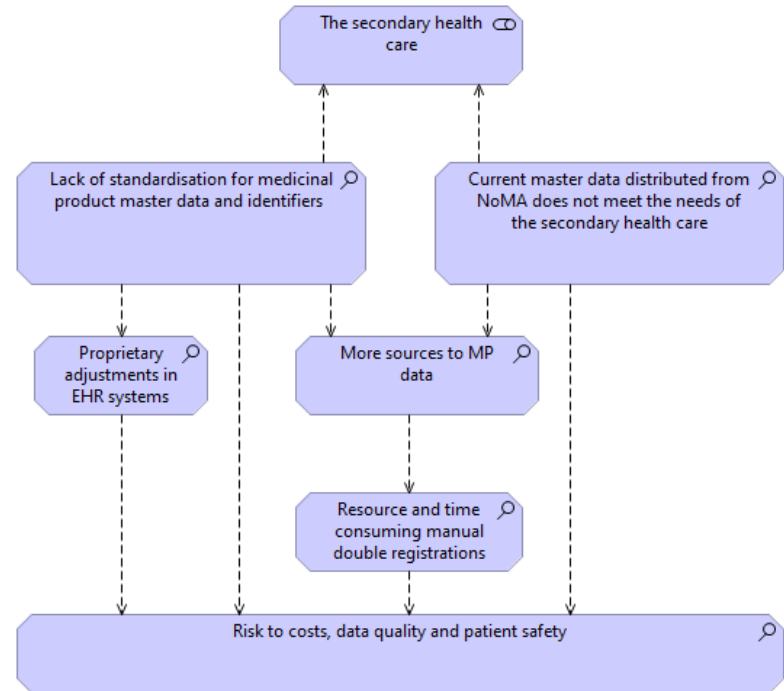 The secondary health
care
Lack of standardisation for medicinal
product master data and identifiers
Current master data distributed from
NoMA does not meet the needs of
the secondary health care
Proprietary
adjustments in
EHR systems
More sources to MP
data
Resource and time
consuming manual
double registrations
Risk to costs, data quality and patient safety